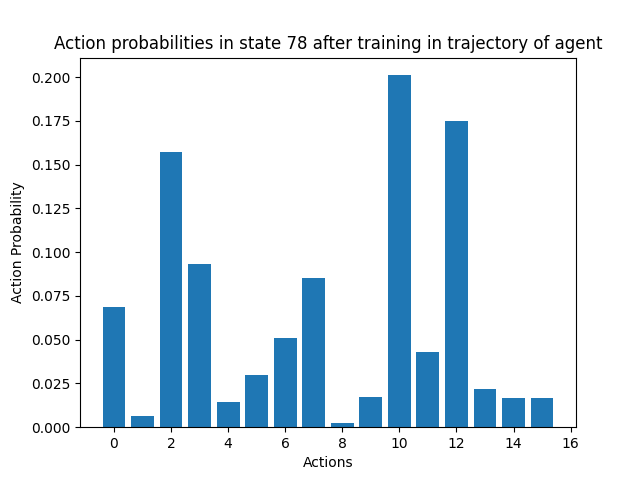 Action probabilities in state 78 after training in trajectory of agent
0.200
0.175
0.150
0.125
0.100
0.075
0.050
0.025
0.000
Action Probability
0 2 4 6 8 10 12 14 16
Actions